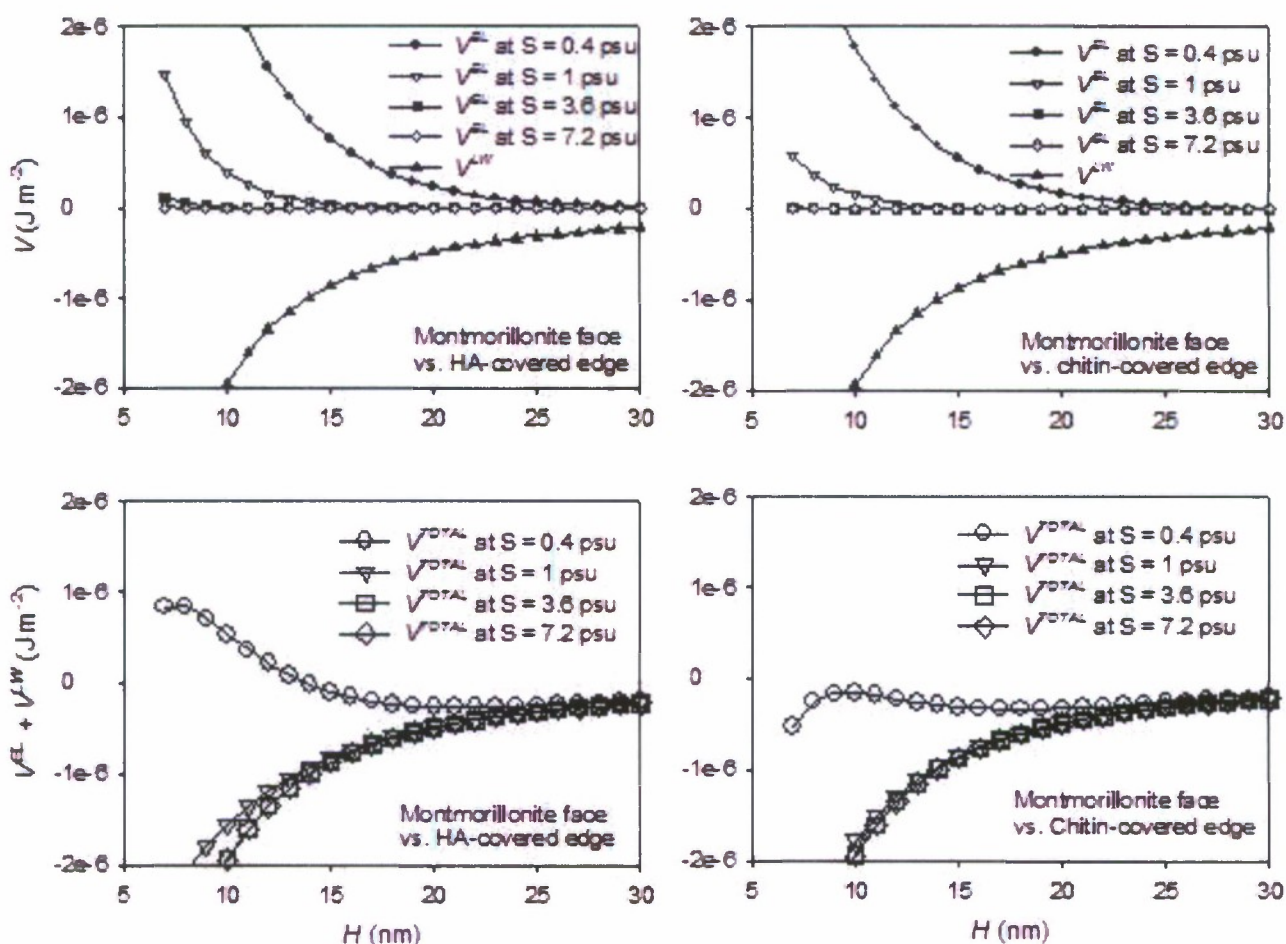 V (J m⁻²)
2e-6
1e-6
0
-1e-6
-2e-6
V^EL at S = 0.4 psu
V^EL at S = 1 psu
V^EL at S = 3.6 psu
V^EL at S = 7.2 psu
V^LW
Montmorillonite face
vs. HA-covered edge
5 10 15 20 25 30
2e-6
1e-6
0
-1e-6
-2e-6
V^EL at S = 0.4 psu
V^EL at S = 1 psu
V^EL at S = 3.6 psu
V^EL at S = 7.2 psu
V^LW
Montmorillonite face
vs. chitin-covered edge
5 10 15 20 25 30
V^EL + V^LW (J m⁻²)
2e-6
1e-6
0
-1e-6
-2e-6
V^TOTAL at S = 0.4 psu
V^TOTAL at S = 1 psu
V^TOTAL at S = 3.6 psu
V^TOTAL at S = 7.2 psu
Montmorillonite face
vs. HA-covered edge
5 10 15 20 25 30
H (nm)
2e-6
1e-6
0
-1e-6
-2e-6
V^TOTAL at S = 0.4 psu
V^TOTAL at S = 1 psu
V^TOTAL at S = 3.6 psu
V^TOTAL at S = 7.2 psu
Montmorillonite face
vs. Chitin-covered edge
5 10 15 20 25 30
H (nm)